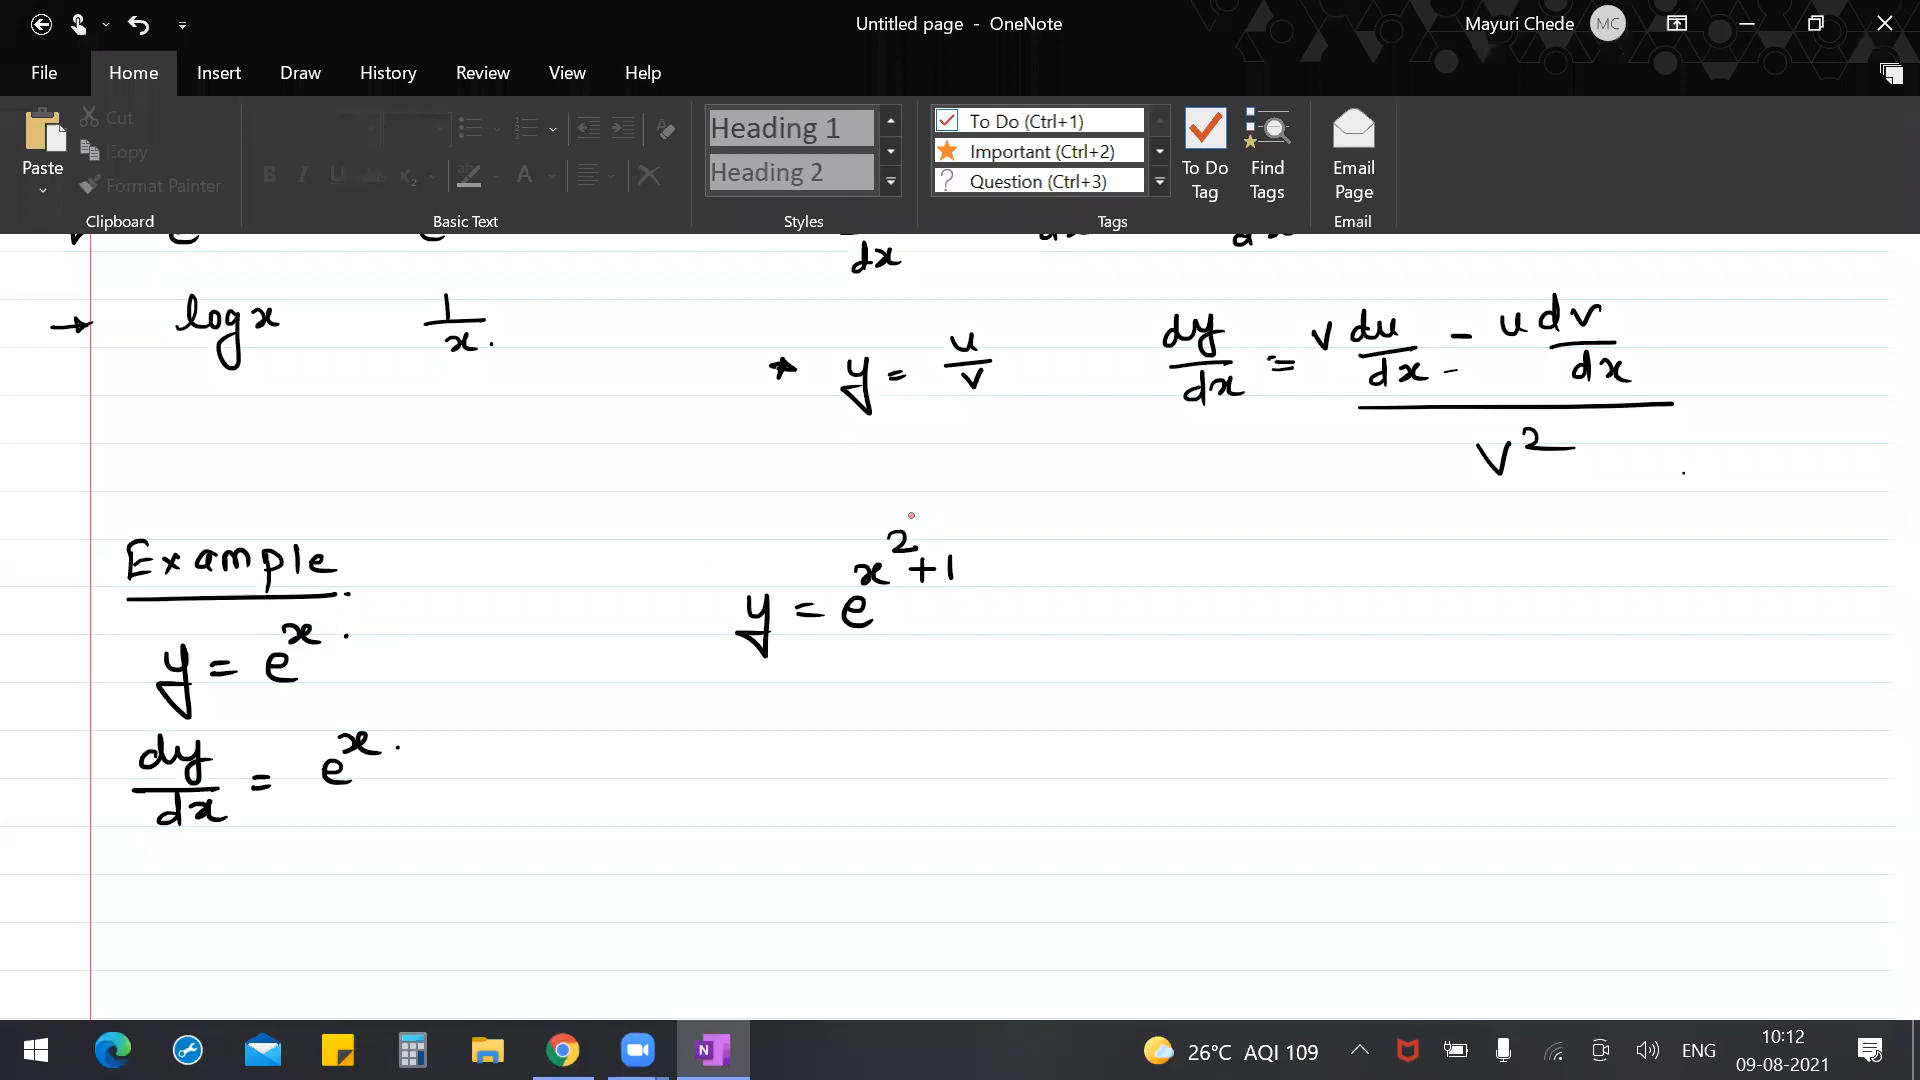 Untitled page - OneNote
Mayuri Chede
MC
File Home Insert Draw History Review View Help
Paste
Cut
Copy
Format Painter
Clipboard
B I U ab x₂ A
Basic Text
Heading 1
Heading 2
Styles
To Do (Ctrl+1)
Important (Ctrl+2)
Question (Ctrl+3)
Tags
To Do Tag
Find Tags
Email Page
Email
dx
→ log x 1/x.
* y = u/v dy/dx = (v du/dx - u dv/dx) / v²
Example
y = e^x
dy/dx = e^x
y = e^(x²+1)
26°C AQI 109
ENG
10:12
09-08-2021